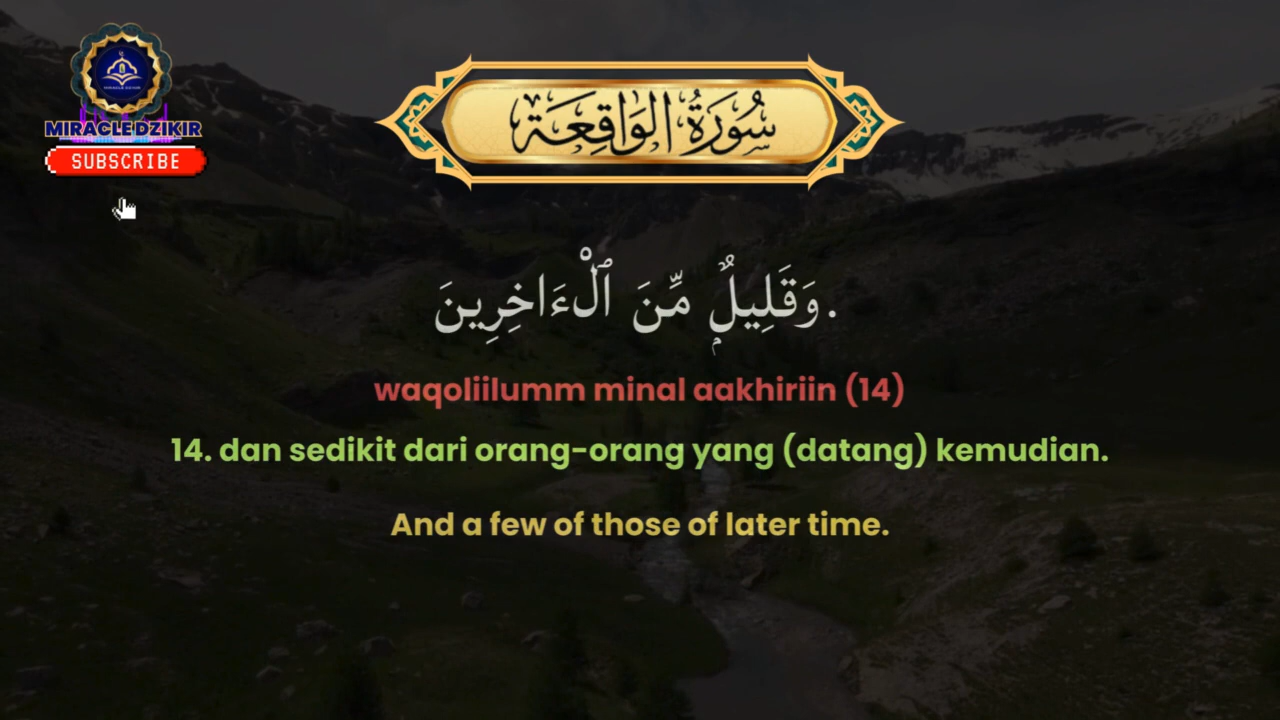 MIRACLE DZIKIR
SUBSCRIBE
سُورَةُ الوَاقِعَة
وَقَلِيلٌۭ مِّنَ ٱلْءَاخِرِينَ.
waqoliilumm minal aakhiriin (14)
14. dan sedikit dari orang-orang yang (datang) kemudian.
And a few of those of later time.